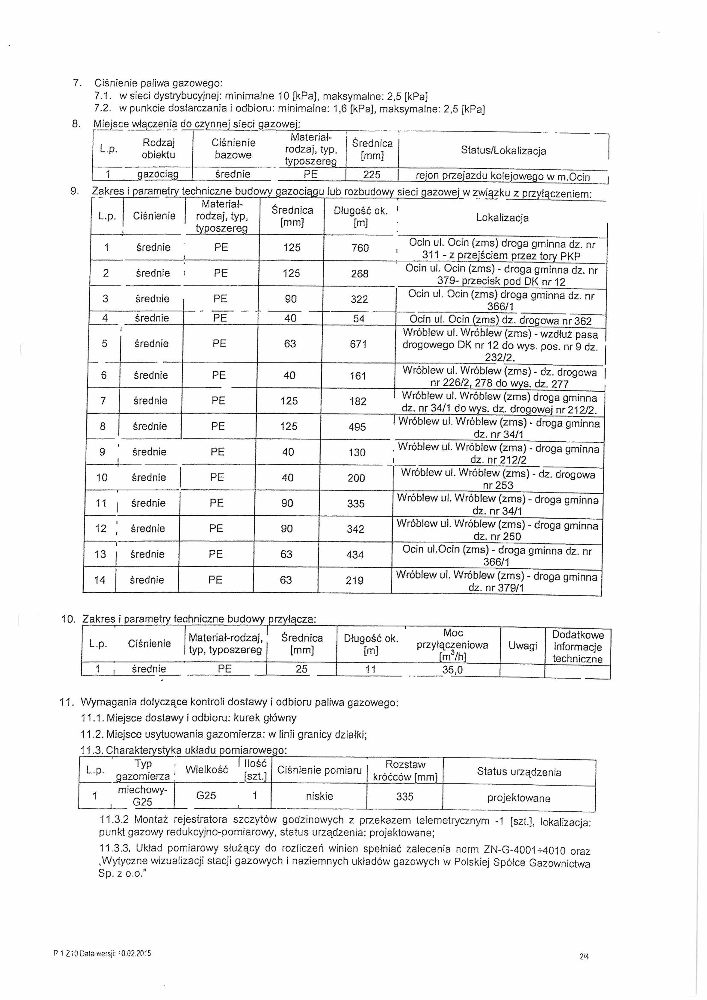 7. Ciśnienie paliwa gazowego:
7.1. w sieci dystrybucyjnej: minimalne 10 [kPa], maksymalne: 2,5 [kPa]
7.2. w punkcie dostarczania i odbioru: minimalne: 1,6 [kPa], maksymalne: 2,5 [kPa]
8. Miejsce włączenia do czynnej sieci gazowej:
L.p. Rodzaj obiektu Ciśnienie bazowe Materiał-rodzaj, typ, typoszereg Średnica [mm] Status/Lokalizacja
1 gazociąg średnie PE 225 rejon przejazdu kolejowego w m.Ocin
9. Zakres i parametry techniczne budowy gazociągu lub rozbudowy sieci gazowej w związku z przyłączeniem:
L.p. Ciśnienie Materiał-rodzaj, typ, typoszereg Średnica [mm] Długość ok. [m] Lokalizacja
1 średnie PE 125 760 Ocin ul. Ocin (zms) droga gminna dz. nr
311 - z przejściem przez tory PKP
2 średnie PE 125 268 Ocin ul. Ocin (zms) - droga gminna dz. nr
379- przecisk pod DK nr 12
3 średnie PE 90 322 Ocin ul. Ocin (zms) droga gminna dz. nr
366/1
4 średnie PE 40 54 Ocin ul. Ocin (zms) dz. drogowa nr 362
5 średnie PE 63 671 Wróblew ul. Wróblew (zms) - wzdłuż pasa
drogowego DK nr 12 do wys. pos. nr 9 dz.
232/2.
6 średnie PE 40 161 Wróblew ul. Wróblew (zms) - dz. drogowa
nr 226/2, 278 do wys. dz. 277
7 średnie PE 125 182 Wróblew ul. Wróblew (zms) droga gminna
dz. nr 34/1 do wys. dz. drogowej nr 212/2.
8 średnie PE 125 495 Wróblew ul. Wróblew (zms) - droga gminna
dz. nr 34/1
9 średnie PE 40 130 Wróblew ul. Wróblew (zms) - droga gminna
dz. nr 212/2
10 średnie PE 40 200 Wróblew ul. Wróblew (zms) - dz. drogowa
nr 253
11 średnie PE 90 335 Wróblew ul. Wróblew (zms) - droga gminna
dz. nr 34/1
12 średnie PE 90 342 Wróblew ul. Wróblew (zms) - droga gminna
dz. nr 250
13 średnie PE 63 434 Ocin ul.Ocin (zms) - droga gminna dz. nr
366/1
14 średnie PE 63 219 Wróblew ul. Wróblew (zms) - droga gminna
dz. nr 379/1
10. Zakres i parametry techniczne budowy przyłącza:
L.p. Ciśnienie Materiał-rodzaj, typ, typoszereg Średnica [mm] Długość ok. [m] Moc przyłączeniowa [m³/h] Uwagi Dodatkowe informacje techniczne
1 średnie PE 25 11 35,0
11. Wymagania dotyczące kontroli dostawy i odbioru paliwa gazowego:
11.1. Miejsce dostawy i odbioru: kurek główny
11.2. Miejsce usytuowania gazomierza: w linii granicy działki;
11.3. Charakterystyka układu pomiarowego:
L.p. Typ gazomierza Wielkość Ilość [szt.] Ciśnienie pomiaru Rozstaw króćców [mm] Status urządzenia
1 miechowy-G25 G25 1 niskie 335 projektowane
11.3.2 Montaż rejestratora szczytów godzinowych z przekazem telemetrycznym -1 [szt.], lokalizacja:
punkt gazowy redukcyjno-pomiarowy, status urządzenia: projektowane;
11.3.3. Układ pomiarowy służący do rozliczeń winien spełniać zalecenia norm ZN-G-4001÷4010 oraz
„Wytyczne wizualizacji stacji gazowych i naziemnych układów gazowych w Polskiej Spółce Gazownictwa
Sp. z o.o."
P 1 Z10 Data wersji: 10.02.2015
2/4